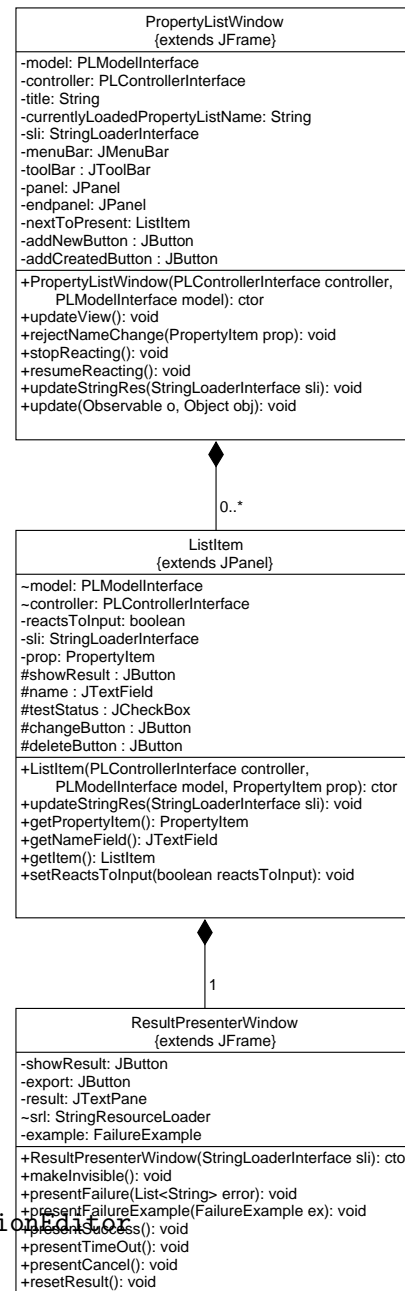 PropertyListWindow
{extends JFrame}
-model: PLModelInterface
-controller: PLControllerInterface
-title: String
-currentlyLoadedPropertyListName: String
-sli: StringLoaderInterface
-menuBar: JMenuBar
-toolBar : JToolBar
-panel: JPanel
-endpanel: JPanel
-nextToPresent: ListItem
-addNewButton : JButton
-addCreatedButton : JButton
+PropertyListWindow(PLControllerInterface controller,
PLModelInterface model): ctor
+updateView(): void
+rejectNameChange(PropertyItem prop): void
+stopReacting(): void
+resumeReacting(): void
+updateStringRes(StringLoaderInterface sli): void
+update(Observable o, Object obj): void
0..*
ListItem
{extends JPanel}
~model: PLModelInterface
~controller: PLControllerInterface
-reactsToInput: boolean
-sli: StringLoaderInterface
-prop: PropertyItem
#showResult : JButton
#name : JTextField
#testStatus : JCheckBox
#changeButton : JButton
#deleteButton : JButton
+ListItem(PLControllerInterface controller,
PLModelInterface model, PropertyItem prop): ctor
+updateStringRes(StringLoaderInterface sli): void
+getPropertyItem(): PropertyItem
+getNameField(): JTextField
+getItem(): ListItem
+setReactsToInput(boolean reactsToInput): void
1
ResultPresenterWindow
{extends JFrame}
-showResult: JButton
-export: JButton
-result: JTextPane
~srl: StringResourceLoader
-example: FailureExample
+ResultPresenterWindow(StringLoaderInterface sli): cto
+makeInvisible(): void
+presentFailure(List<String> error): void
+presentFailureExample(FailureExample ex): void
ionEditor
+presentSuccess(): void
+presentTimeOut(): void
+presentCancel(): void
+resetResult(): void